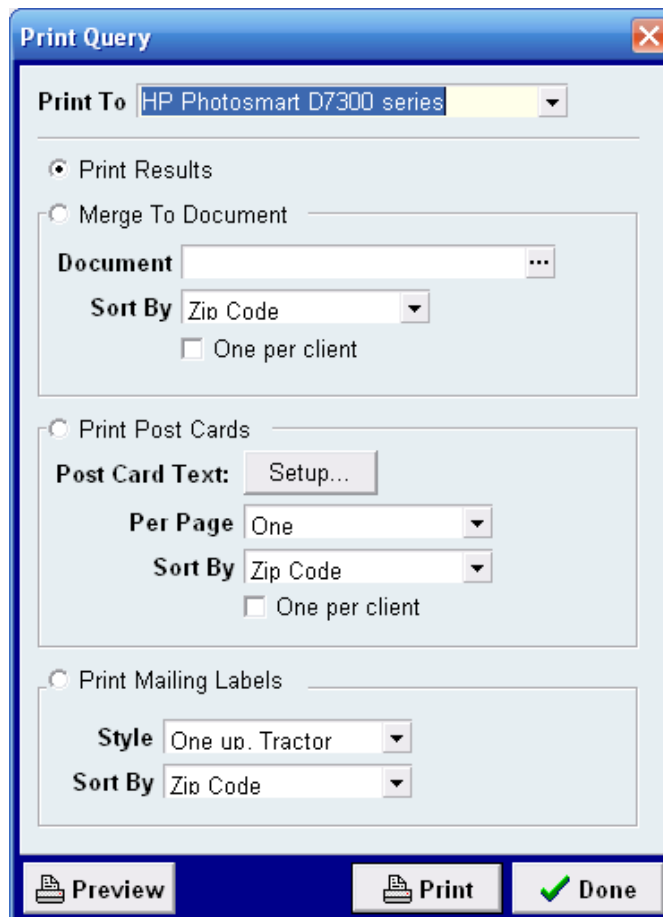 Print Query
Print To HP Photosmart D7300 series
Print Results
Merge To Document
Document ...
Sort By Zip Code
One per client
Print Post Cards
Post Card Text: Setup...
Per Page One
Sort By Zip Code
One per client
Print Mailing Labels
Style One up. Tractor
Sort By Zip Code
Preview Print Done